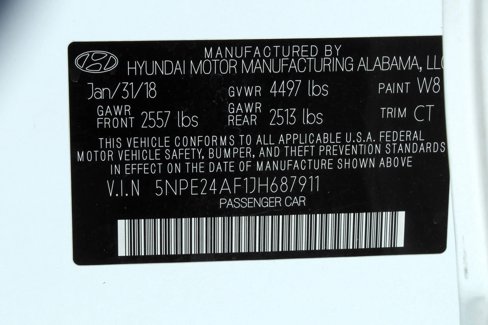 MANUFACTURED BY
HYUNDAI MOTOR MANUFACTURING ALABAMA, LLC
Jan/31/18 GVWR 4497 lbs PAINT W8
GAWR FRONT 2557 lbs GAWR REAR 2513 lbs TRIM CT
THIS VEHICLE CONFORMS TO ALL APPLICABLE U.S.A. FEDERAL
MOTOR VEHICLE SAFETY, BUMPER, AND THEFT PREVENTION STANDARDS
IN EFFECT ON THE DATE OF MANUFACTURE SHOWN ABOVE
V.I.N 5NPE24AF1JH687911
PASSENGER CAR